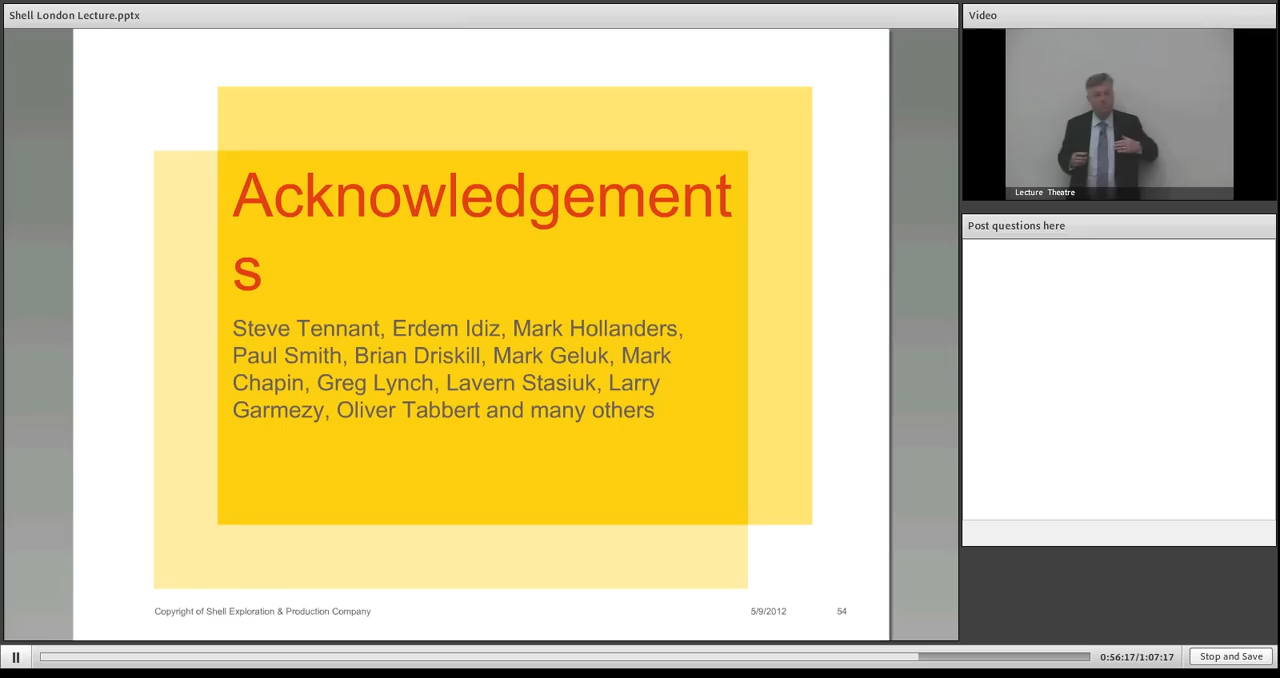 Shell London Lecture.pptx
Acknowledgement
s
Steve Tennant, Erdem Idiz, Mark Hollanders,
Paul Smith, Brian Driskill, Mark Geluk, Mark
Chapin, Greg Lynch, Lavern Stasiuk, Larry
Garmezy, Oliver Tabbert and many others
Copyright of Shell Exploration & Production Company
5/9/2012
54
Video
Lecture Theatre
Post questions here
0:56:17/1:07:17
Stop and Save